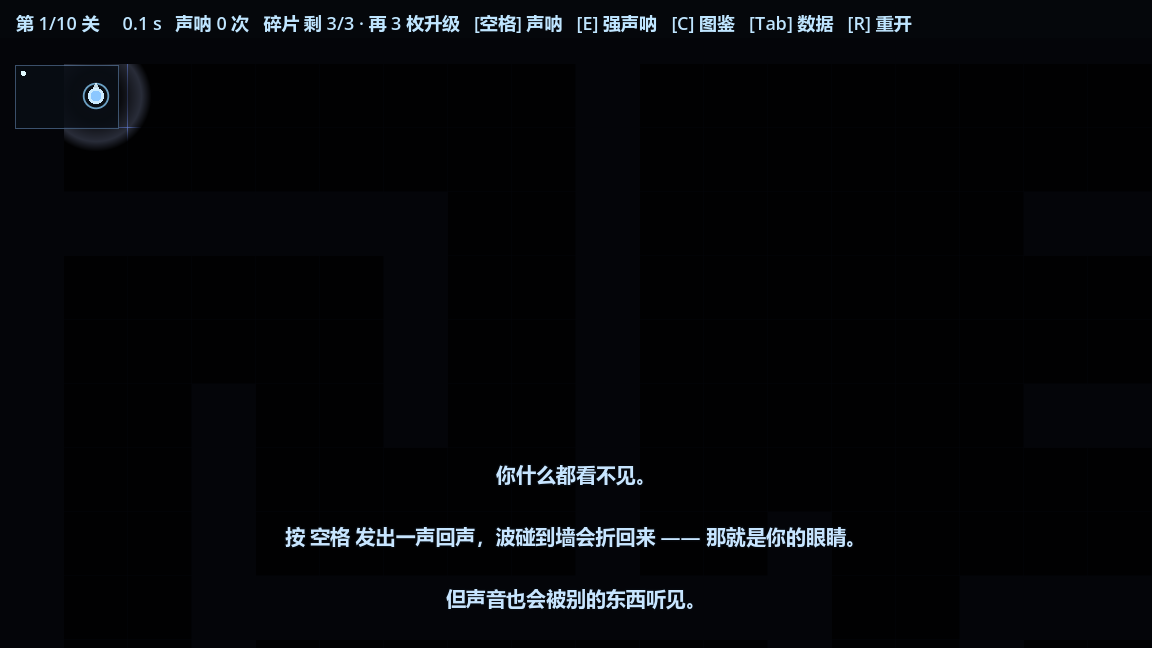 第 1/10 关 0.1 s 声呐 0 次 碎片 剩 3/3 · 再 3 枚升级 [空格] 声呐 [E] 强声呐 [C] 图鉴 [Tab] 数据 [R] 重开
你什么都看不见。
按 空格 发出一声回声，波碰到墙会折回来 —— 那就是你的眼睛。
但声音也会被别的东西听见。